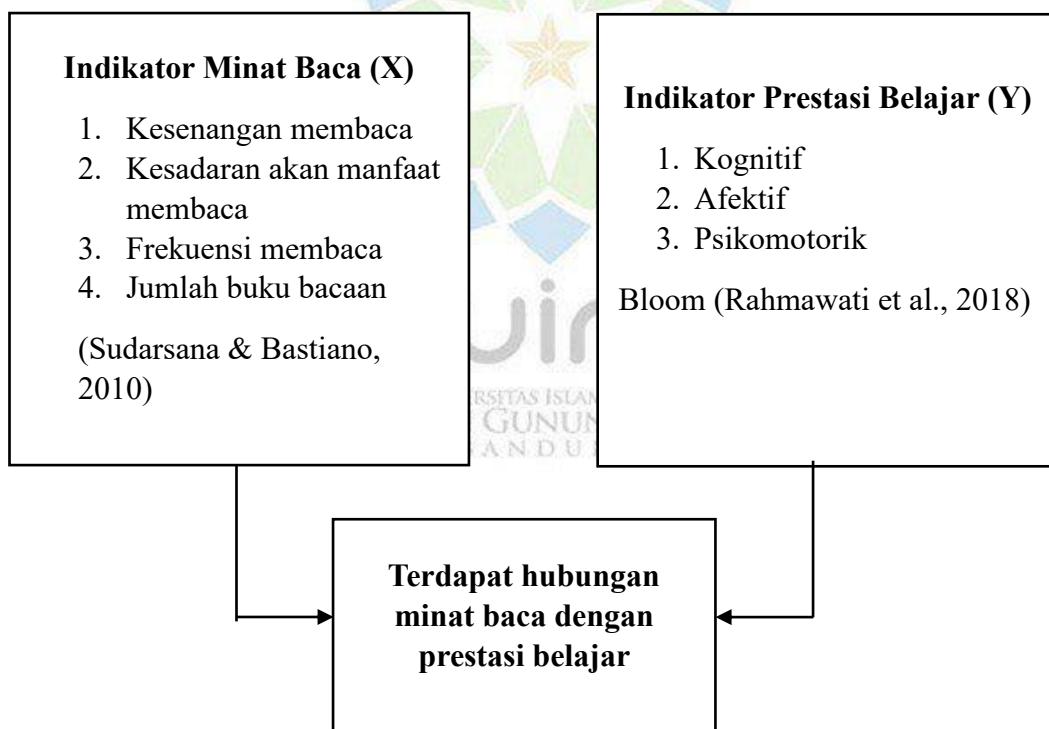 Indikator Minat Baca (X)
1. Kesenangan membaca
2. Kesadaran akan manfaat
membaca
3. Frekuensi membaca
4. Jumlah buku bacaan
(Sudarsana & Bastiano,
2010)
Indikator Prestasi Belajar (Y)
1. Kognitif
2. Afektif
3. Psikomotorik
Bloom (Rahmawati et al., 2018)
Terdapat hubungan
minat baca dengan
prestasi belajar